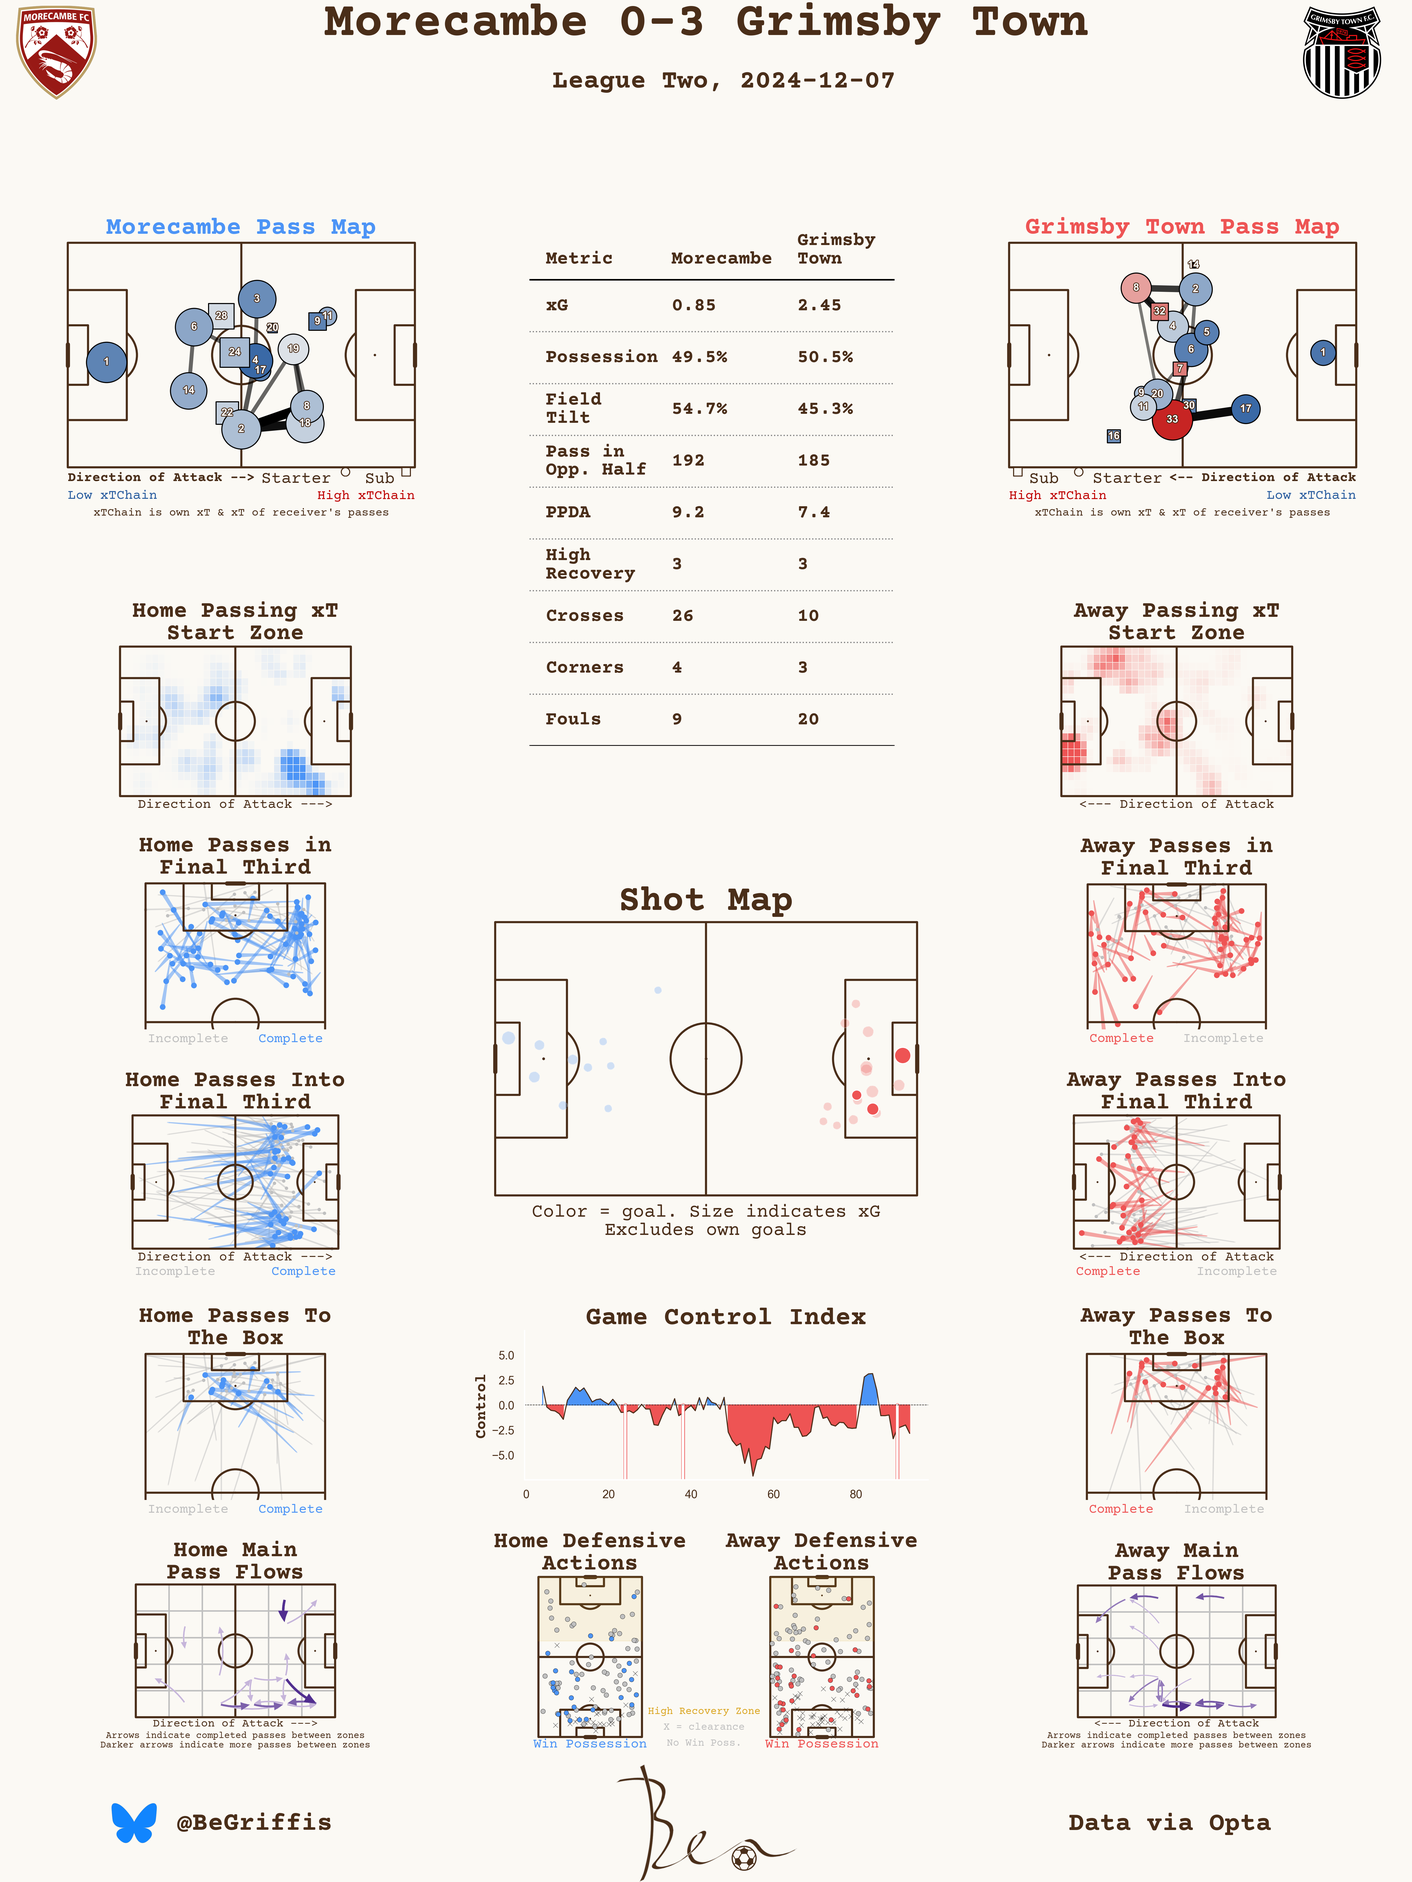 Morecambe 0-3 Grimsby Town
League Two, 2024-12-07
MORECAMBE FC
GRIMSBY TOWN F.C.
Morecambe Pass Map
1
6
14
28
3
24
4
17
20
9
11
19
22
2
8
18
Direction of Attack --> Starter Sub
Low xTChain High xTChain
xTChain is own xT & xT of receiver's passes
Metric Morecambe Grimsby Town
xG 0.85 2.45
Possession 49.5% 50.5%
Field Tilt 54.7% 45.3%
Pass in Opp. Half 192 185
PPDA 9.2 7.4
High Recovery 3 3
Crosses 26 10
Corners 4 3
Fouls 9 20
Grimsby Town Pass Map
14
8
2
32
4
5
6
1
7
9
20
11
30
17
33
16
Sub Starter <-- Direction of Attack
High xTChain Low xTChain
xTChain is own xT & xT of receiver's passes
Home Passing xT
Start Zone
Direction of Attack --->
Away Passing xT
Start Zone
<--- Direction of Attack
Home Passes in
Final Third
Incomplete Complete
Away Passes in
Final Third
Complete Incomplete
Shot Map
Color = goal. Size indicates xG
Excludes own goals
Home Passes Into
Final Third
Direction of Attack --->
Incomplete Complete
Away Passes Into
Final Third
<--- Direction of Attack
Complete Incomplete
Home Passes To
The Box
Incomplete Complete
Game Control Index
Control
5.0
2.5
0.0
−2.5
−5.0
0 20 40 60 80
Away Passes To
The Box
Complete Incomplete
Home Main
Pass Flows
Direction of Attack --->
Arrows indicate completed passes between zones
Darker arrows indicate more passes between zones
Home Defensive
Actions
Win Possession
Away Defensive
Actions
Win Possession
High Recovery Zone
X = clearance
No Win Poss.
Away Main
Pass Flows
<--- Direction of Attack
Arrows indicate completed passes between zones
Darker arrows indicate more passes between zones
@BeGriffis
Ben
Data via Opta